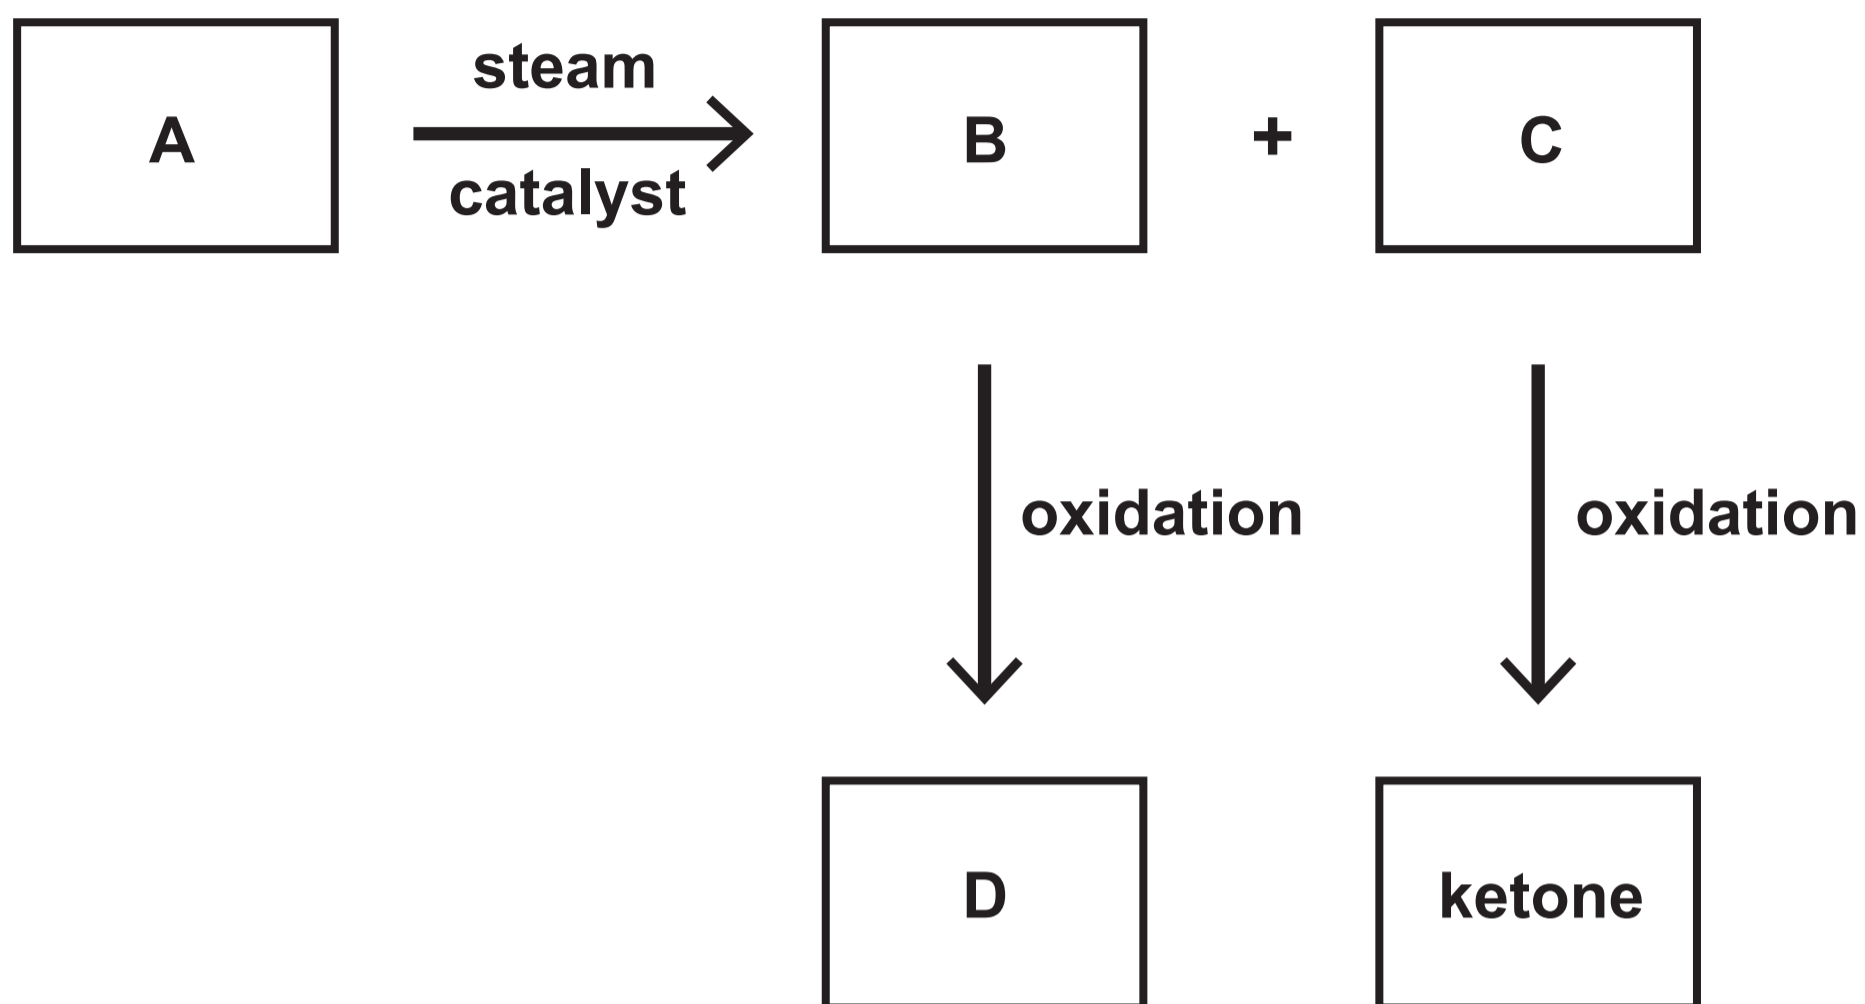 A
steam
catalyst
B
+
C
oxidation
oxidation
D
ketone